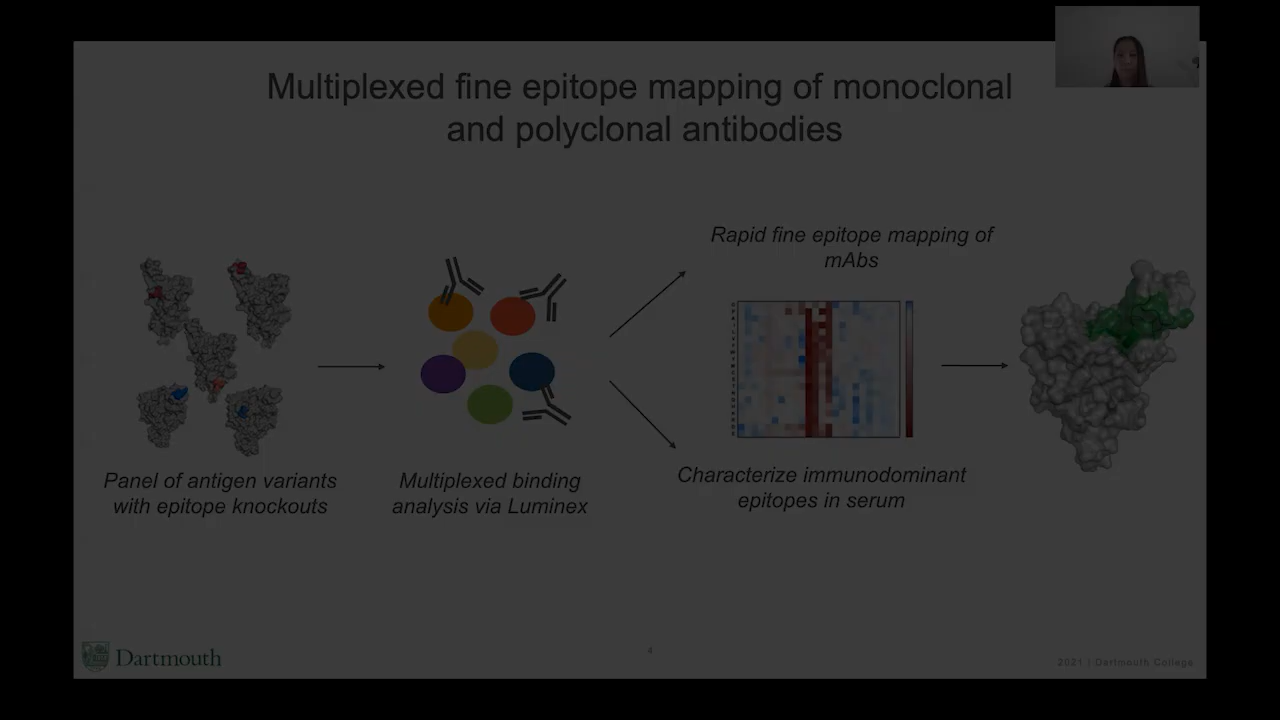 Multiplexed fine epitope mapping of monoclonal
and polyclonal antibodies
Rapid fine epitope mapping of
mAbs
Panel of antigen variants
with epitope knockouts
Multiplexed binding
analysis via Luminex
Characterize immunodominant
epitopes in serum
Dartmouth
4
2021 | Dartmouth College